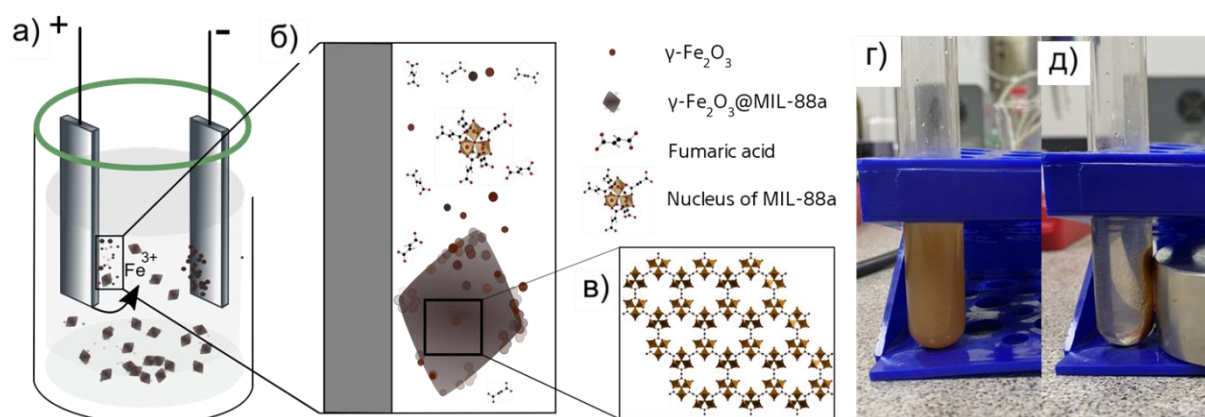 а)
+
-
Fe3+
б)
γ-Fe2O3
γ-Fe2O3@MIL-88a
Fumaric acid
Nucleus of MIL-88a
в)
г)
д)